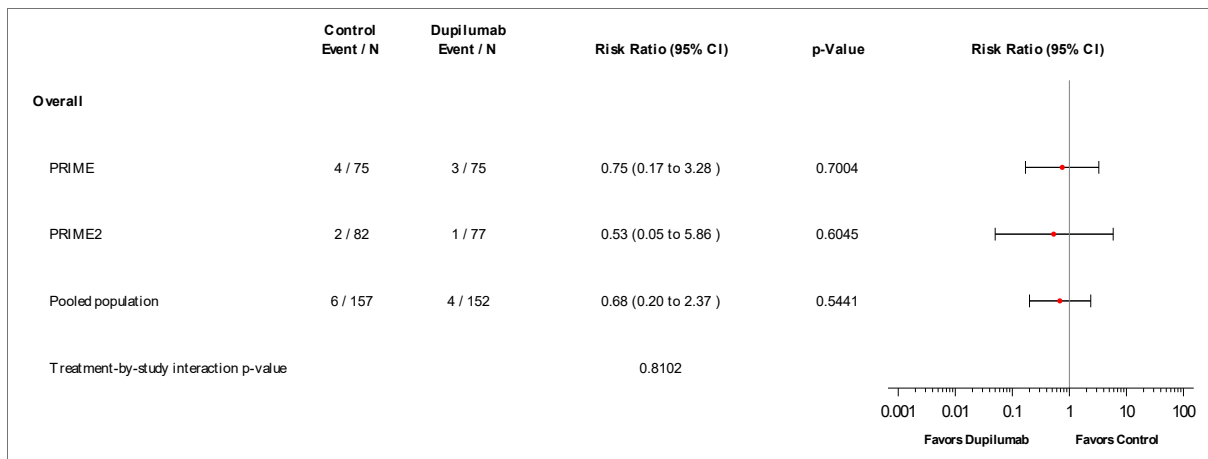 Control Dupilumab
Event / N Event / N Risk Ratio (95% CI) p-Value Risk Ratio (95% CI)
Overall
PRIME 4 / 75 3 / 75 0.75 (0.17 to 3.28 ) 0.7004
PRIME2 2 / 82 1 / 77 0.53 (0.05 to 5.86 ) 0.6045
Pooled population 6 / 157 4 / 152 0.68 (0.20 to 2.37 ) 0.5441
Treatment-by-study interaction p-value 0.8102
0.001 0.01 0.1 1 10 100
Favors Dupilumab Favors Control